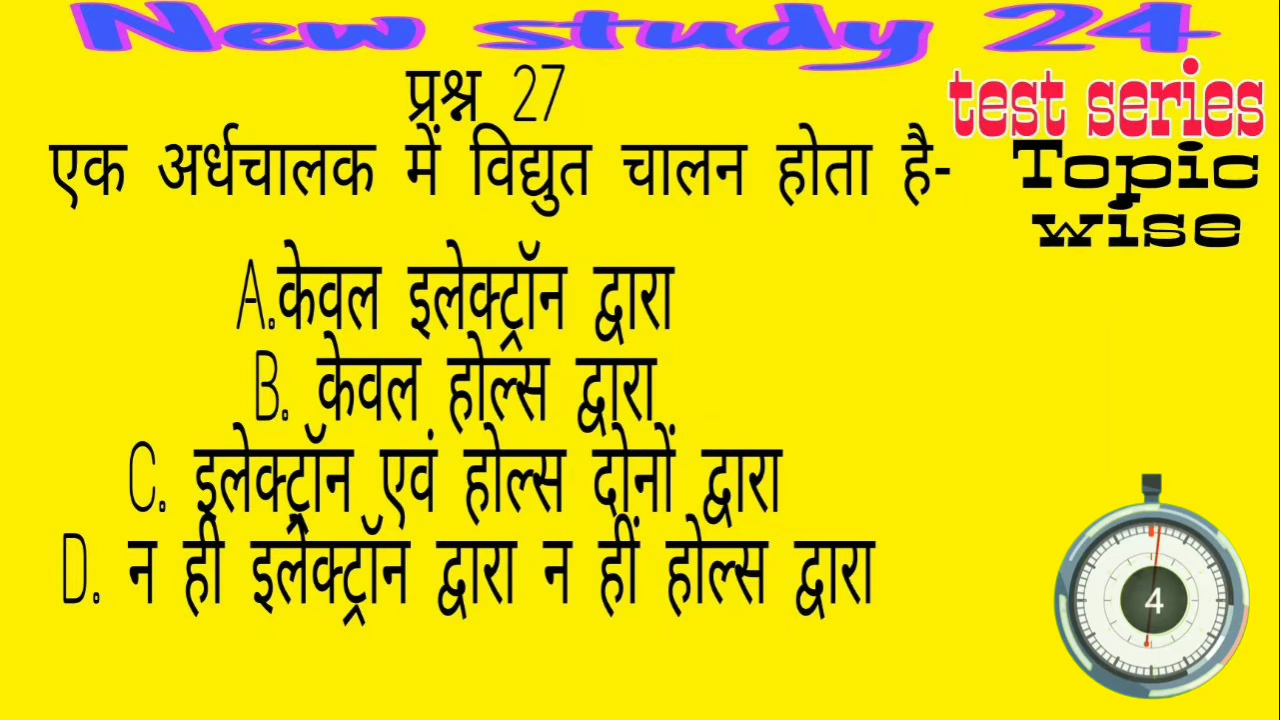 New study 24
test series
Topic
wise
प्रश्न 27
एक अर्धचालक में विद्युत चालन होता है-
A.केवल इलेक्ट्रॉन द्वारा
B. केवल होल्स द्वारा
C. इलेक्ट्रॉन एवं होल्स दोनों द्वारा
D. न ही इलेक्ट्रॉन द्वारा न हीं होल्स द्वारा
4